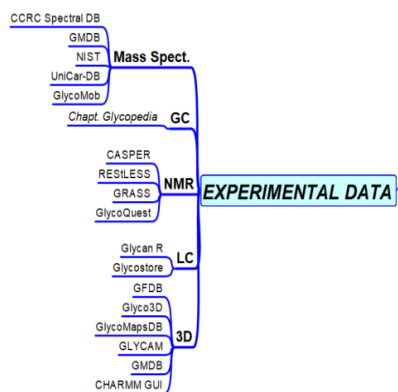 CCRC Spectral DB
GMDB
NIST
UniCar-DB
GlycoMob
Mass Spect.
Chapt. Glycopedia
GC
CASPER
REStLESS
GRASS
GlycoQuest
NMR
EXPERIMENTAL DATA
Glycan R
Glycostore
LC
GFDB
Glyco3D
GlycoMapsDB
GLYCAM
GMDB
CHARMM GUI
3D